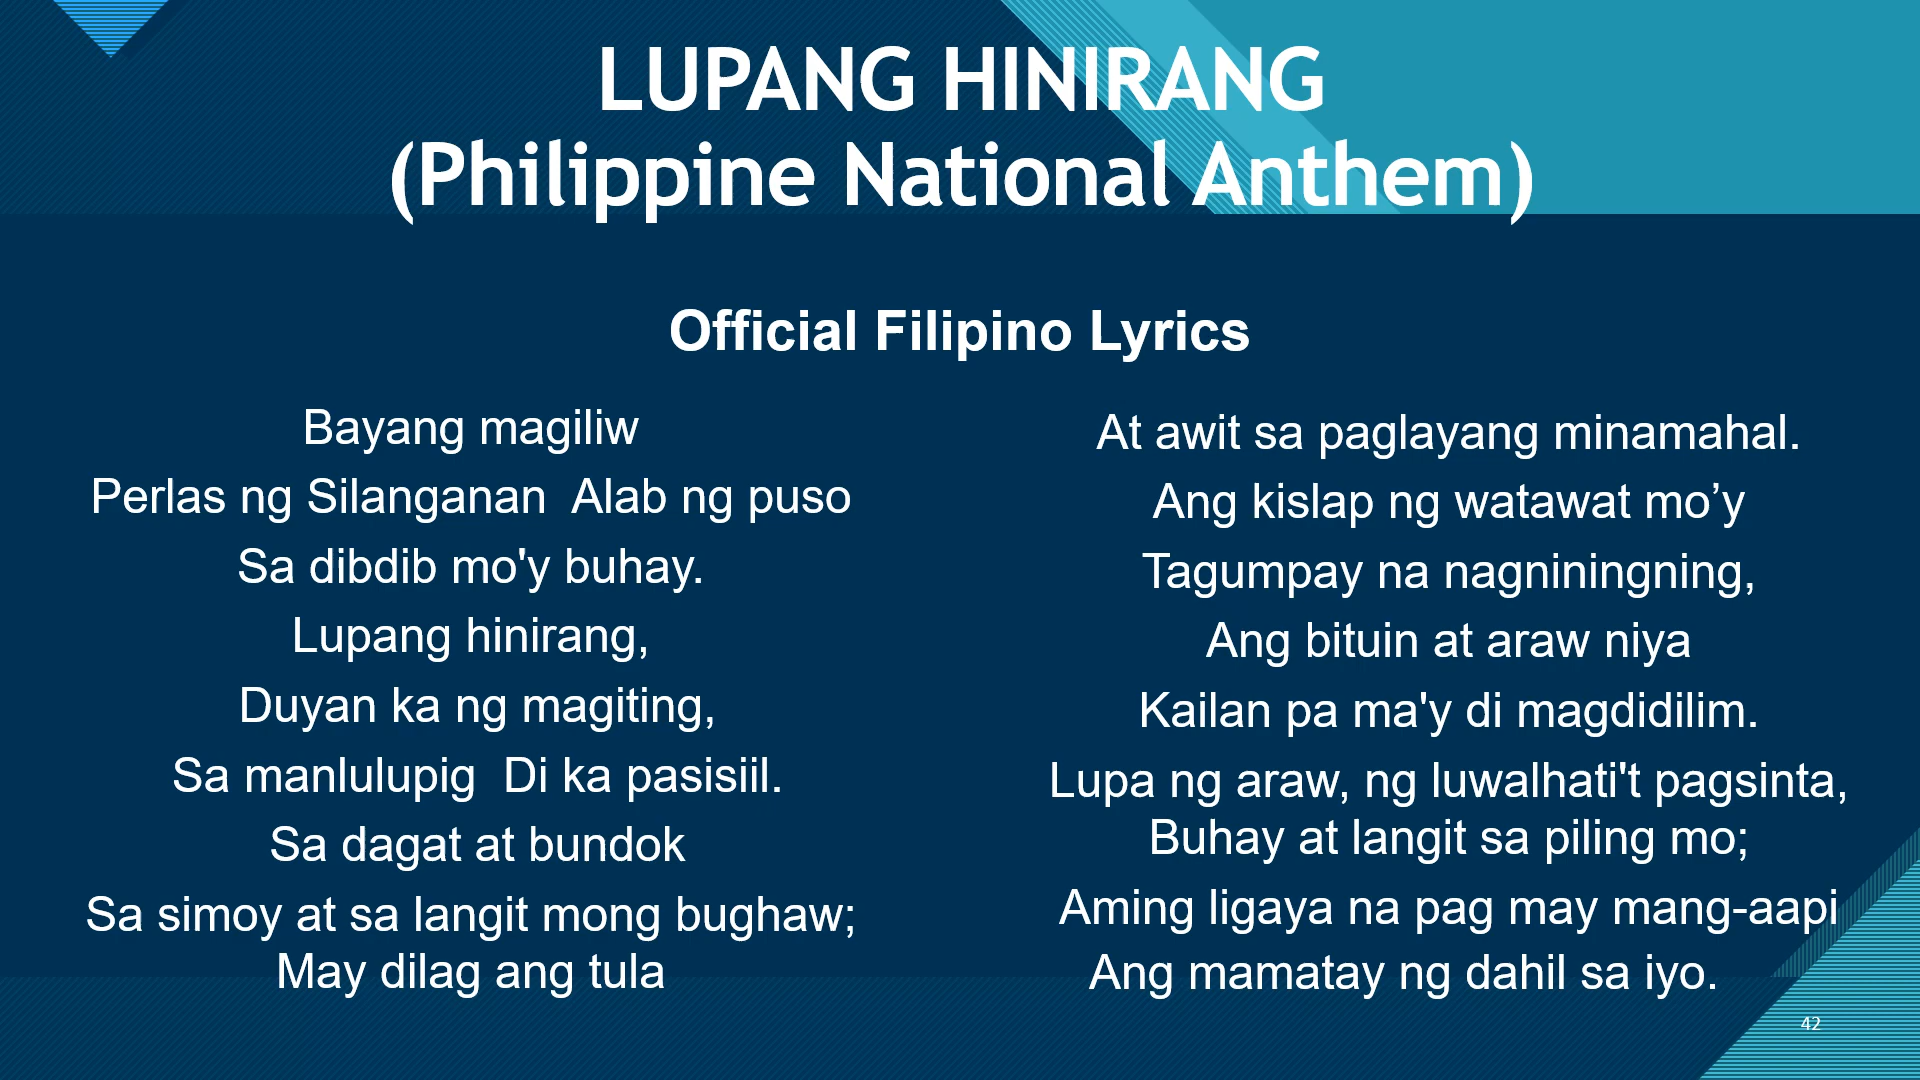 LUPANG HINIRANG
(Philippine National Anthem)
Official Filipino Lyrics
Bayang magiliw
Perlas ng Silanganan  Alab ng puso
Sa dibdib mo'y buhay.
Lupang hinirang,
Duyan ka ng magiting,
Sa manlulupig  Di ka pasisiil.
Sa dagat at bundok
Sa simoy at sa langit mong bughaw;
May dilag ang tula
At awit sa paglayang minamahal.
Ang kislap ng watawat mo’y
Tagumpay na nagniningning,
Ang bituin at araw niya
Kailan pa ma'y di magdidilim.
Lupa ng araw, ng luwalhati't pagsinta,
Buhay at langit sa piling mo;
Aming ligaya na pag may mang-aapi
Ang mamatay ng dahil sa iyo.
42